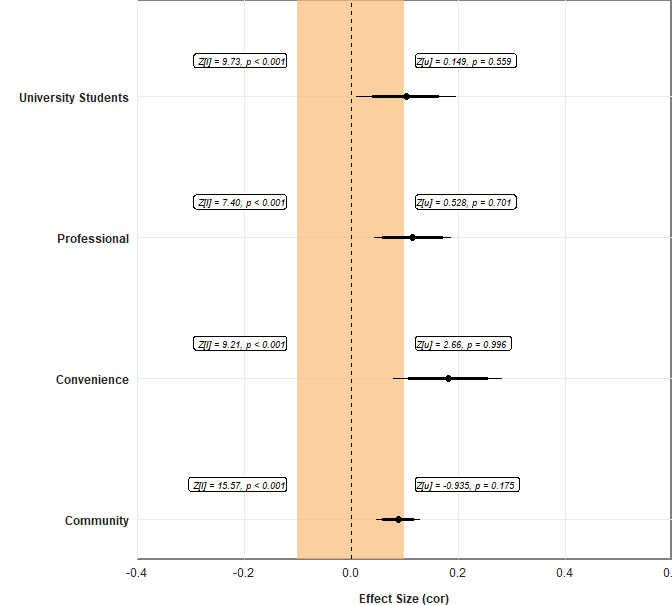 Z[l] = 9.73, p < 0.001 Z[u] = 0.149, p = 0.559
University Students
Z[l] = 7.40, p < 0.001 Z[u] = 0.528, p = 0.701
Professional
Z[l] = 9.21, p < 0.001 Z[u] = 2.66, p = 0.996
Convenience
Z[l] = 15.57, p < 0.001 Z[u] = -0.935, p = 0.175
Community
-0.4 -0.2 0.0 0.2 0.4
Effect Size (cor)